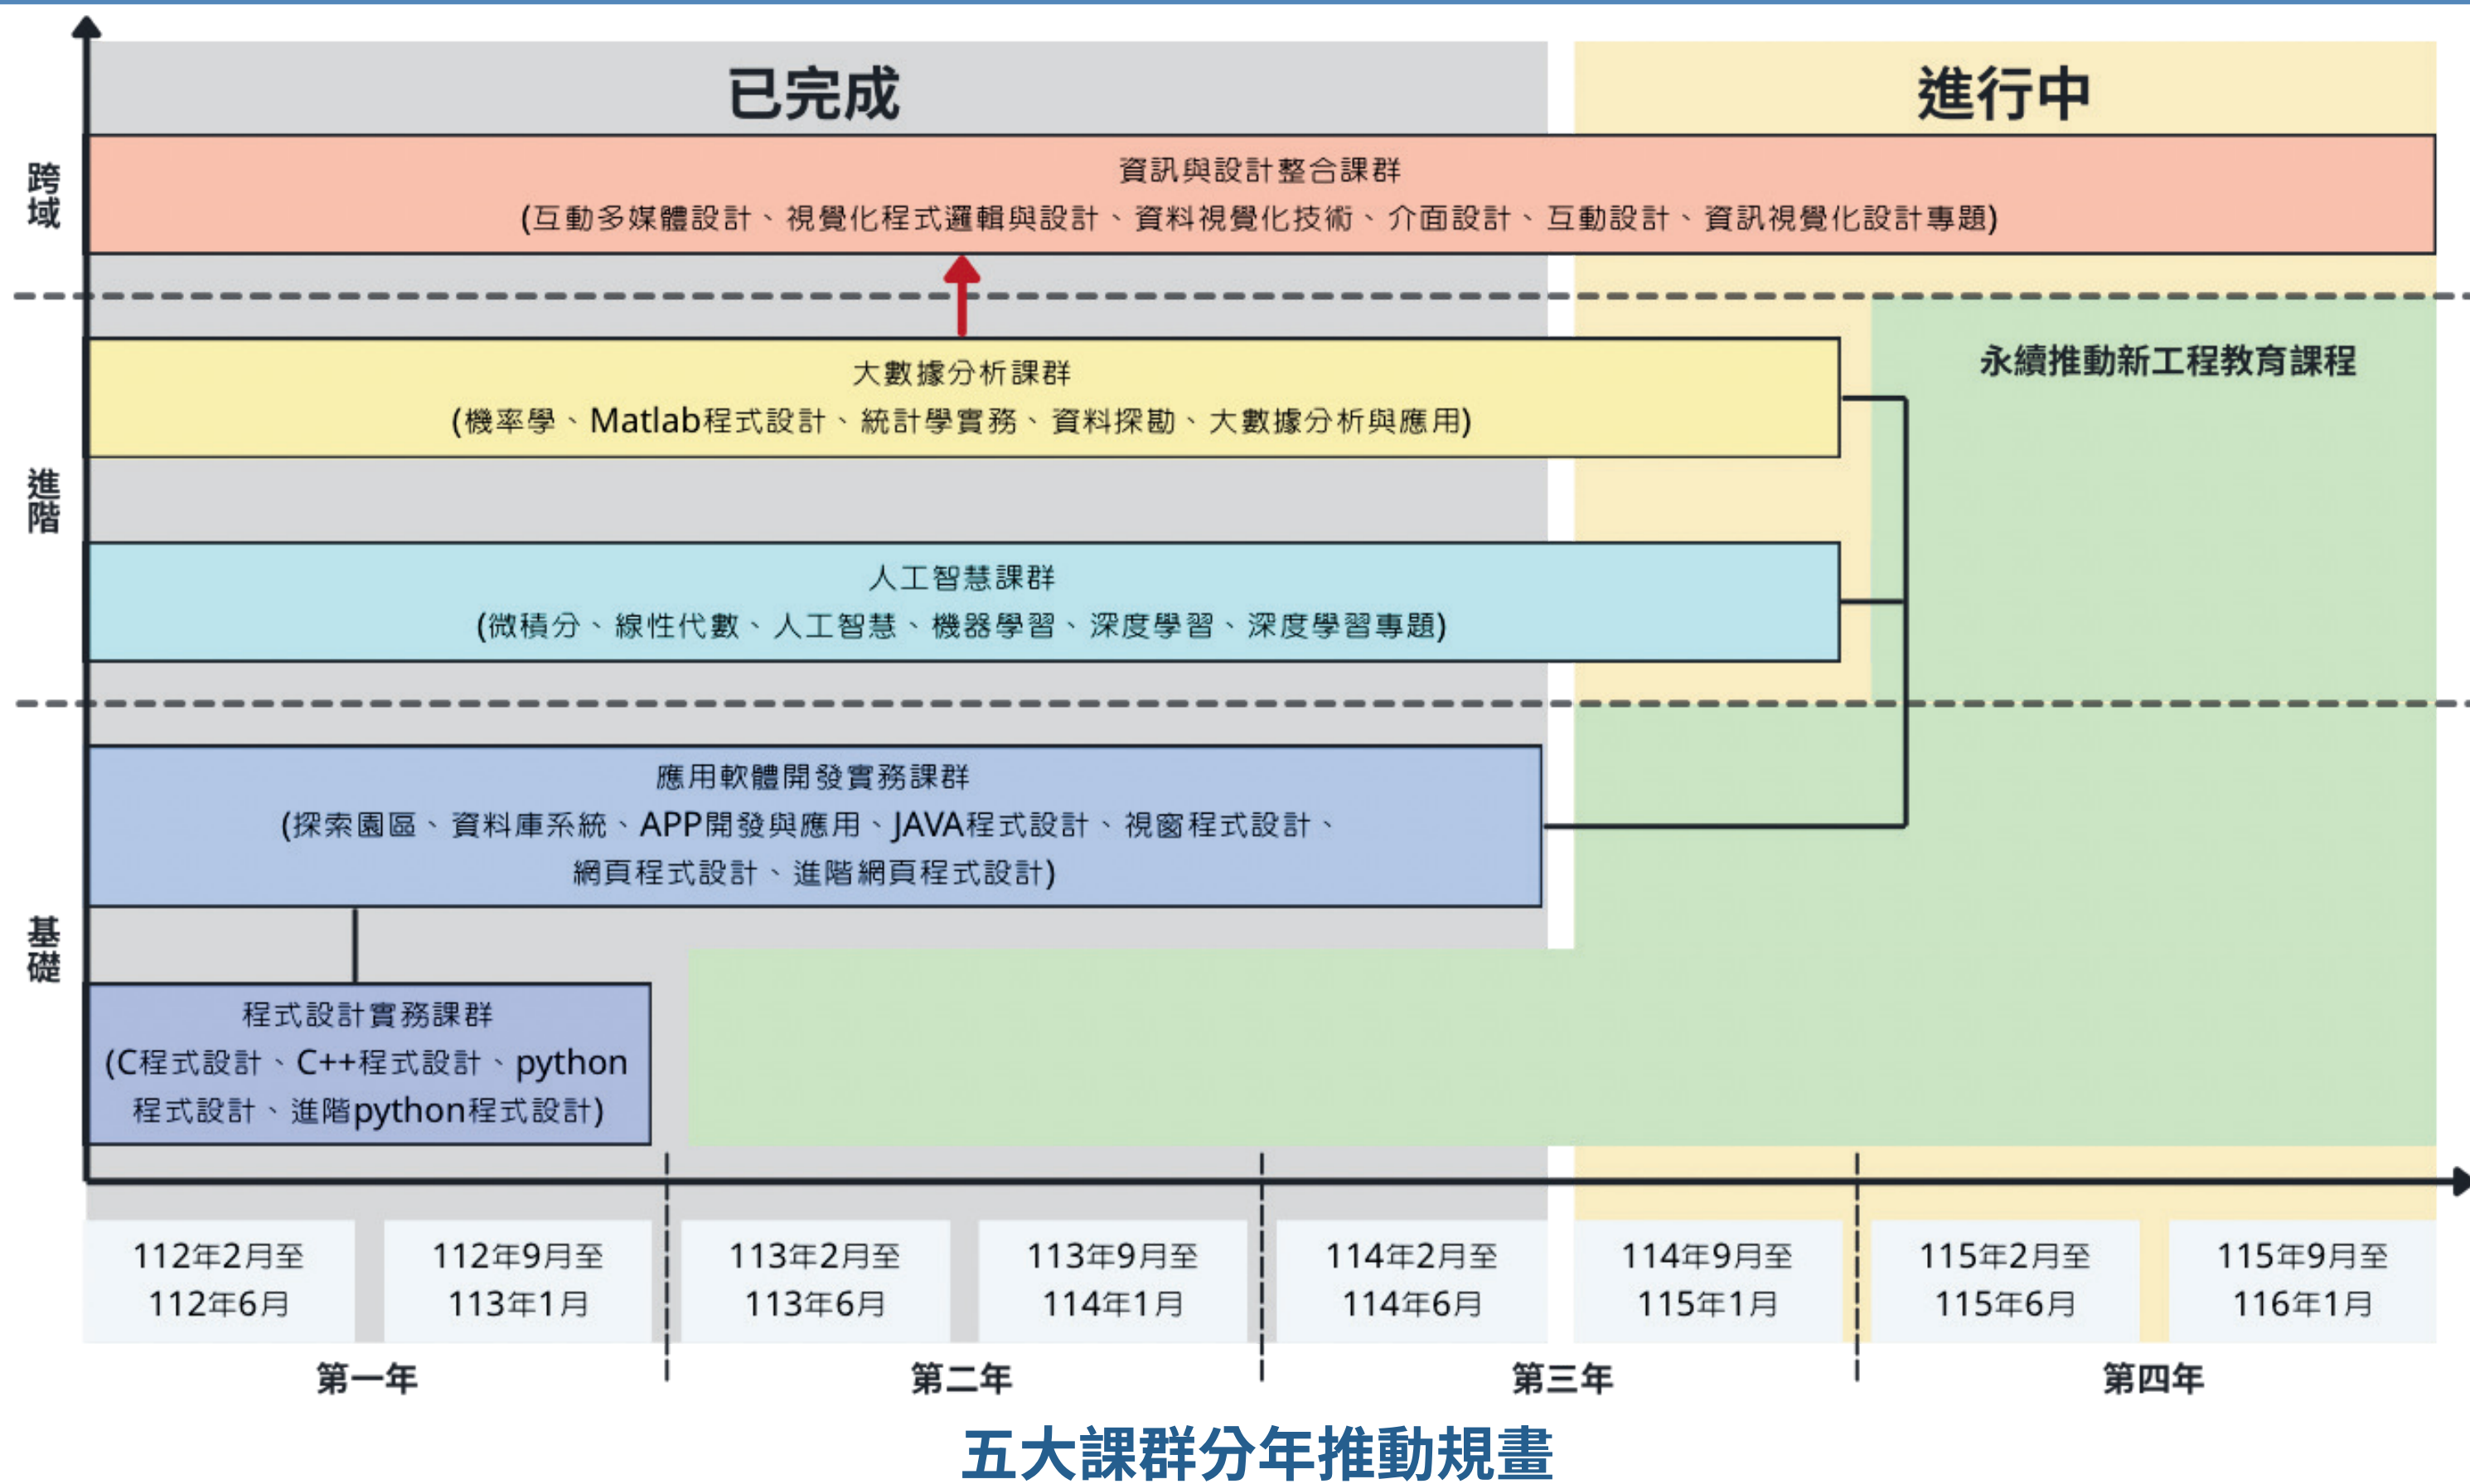 已完成
進行中
跨域
資訊與設計整合課群
(互動多媒體設計、視覺化程式邏輯與設計、資料視覺化技術、介面設計、互動設計、資訊視覺化設計專題)
進階
大數據分析課群
(機率學、Matlab程式設計、統計學實務、資料探勘、大數據分析與應用)
永續推動新工程教育課程
人工智慧課群
(微積分、線性代數、人工智慧、機器學習、深度學習、深度學習專題)
基礎
應用軟體開發實務課群
(探索園區、資料庫系統、APP開發與應用、JAVA程式設計、視窗程式設計、
網頁程式設計、進階網頁程式設計)
程式設計實務課群
(C程式設計、C++程式設計、python
程式設計、進階python程式設計)
112年2月至
112年6月
112年9月至
113年1月
113年2月至
113年6月
113年9月至
114年1月
114年2月至
114年6月
114年9月至
115年1月
115年2月至
115年6月
115年9月至
116年1月
第一年
第二年
第三年
第四年
五大課群分年推動規畫